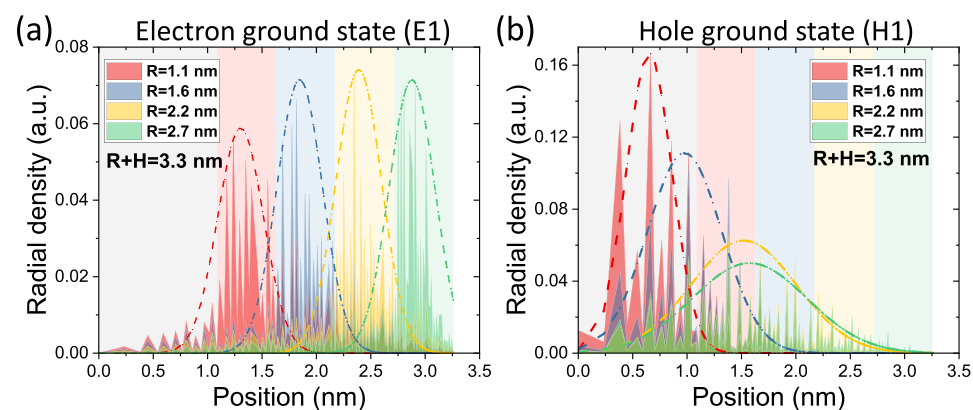 (a) Electron ground state (E1)
0.08
0.06
0.04
0.02
0.00
Radial density (a.u.)
R=1.1 nm
R=1.6 nm
R=2.2 nm
R=2.7 nm
R+H=3.3 nm
0.0 0.5 1.0 1.5 2.0 2.5 3.0 3.5
Position (nm)
(b) Hole ground state (H1)
0.16
0.12
0.08
0.04
0.00
Radial density (a.u.)
R=1.1 nm
R=1.6 nm
R=2.2 nm
R=2.7 nm
R+H=3.3 nm
0.0 0.5 1.0 1.5 2.0 2.5 3.0 3.5
Position (nm)